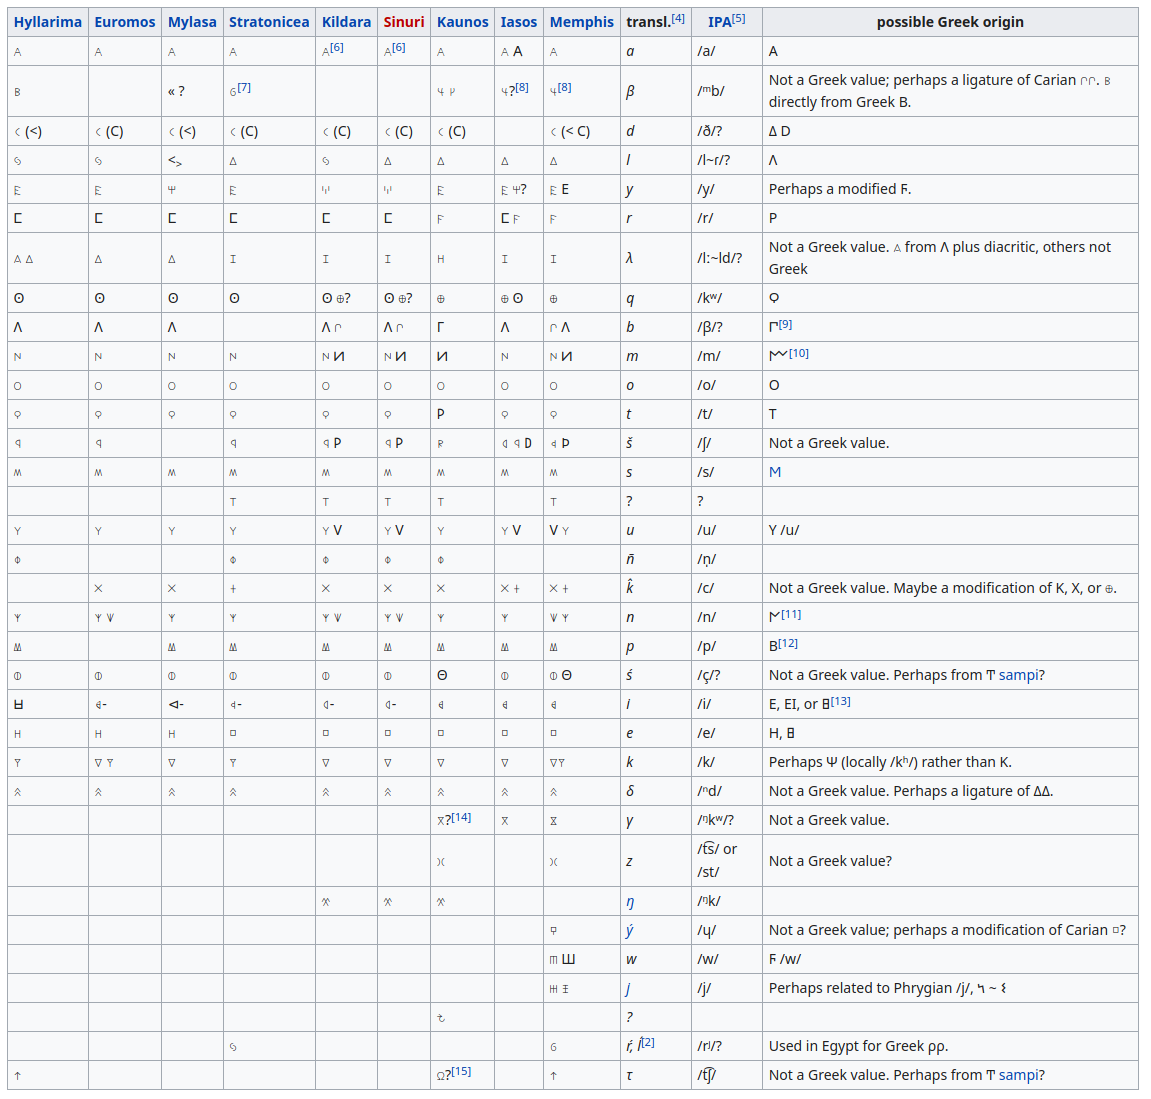 Hyllarima Euromos Mylasa Stratonicea Kildara Sinuri Kaunos Iasos Memphis transl.[4] IPA[5] possible Greek origin
𐊠 𐊠 𐊠 𐊠 𐊠[6] 𐊠[6] 𐊠 𐊠 Α 𐊠 a /a/ Α
𐊡 « ? 𐋉[7] 𐋊 𐋌 𐋋?[8] 𐋋[8] β /ᵐb/ Not a Greek value; perhaps a ligature of Carian 𐊬𐊬. 𐊡
directly from Greek Β.
𐊢 (<) 𐊢 (C) 𐊢 (<) 𐊢 (C) 𐊢 (C) 𐊢 (C) 𐊢 (C) 𐊢 (< C) d /ð/? Δ D
𐋃 𐋃 <> 𐊣 𐋃 𐊣 𐊣 𐊣 𐊣 l /l~ɾ/? Λ
𐊤 𐊤 𐋐 𐊤 𐋈 𐋈 𐊤 𐊤 𐋐? 𐊤 Ε y /y/ Perhaps a modified Ϝ.
⊏ ⊏ ⊏ ⊏ ⊏ ⊏ 𐊥 ⊏ 𐊥 𐊥 r /r/ Ρ
𐊧 𐊣 𐊣 𐊣 𐊦 𐊦 𐊦 𐋎 𐊦 𐊦 λ /lː~ld/? Not a Greek value. 𐊧 from Λ plus diacritic, others not
Greek
ʘ ʘ ʘ ʘ ʘ 𐊨? ʘ 𐊨? 𐊨 𐊨 ʘ 𐊨 q /kʷ/ Ϙ
Λ Λ Λ Λ 𐊬 Λ 𐊬 Γ Λ 𐊬 Λ b /β/? Γ[9]
𐊪 𐊪 𐊪 𐊪 𐊪 И 𐊪 И И 𐊪 𐊪 И m /m/ 𐌌[10]
𐊫 𐊫 𐊫 𐊫 𐊫 𐊫 𐊫 𐊫 𐊫 o /o/ Ο
𐊭 𐊭 𐊭 𐊭 𐊭 𐊭 Ρ 𐊭 𐊭 t /t/ Τ
𐤭 𐤭 𐤭 𐤭 Ρ 𐤭 Ρ 𐊯 𐌃 𐤭 D 𐤧 Þ š /ʃ/ Not a Greek value.
𐊰 𐊰 𐊰 𐊰 𐊰 𐊰 𐊰 𐊰 𐊰 s /s/ Ϻ
𐊱 𐊱 𐊱 𐊱 𐊱 ? ?
𐊲 𐊲 𐊲 𐊲 𐊲 V 𐊲 V 𐊲 𐊲 V V 𐊲 u /u/ Υ /u/
𐊳 𐊳 𐊳 𐊳 𐊳 ñ /n̩/
𐊴 𐊴 𐊛 𐊴 𐊴 𐊴 𐊴 𐊛 𐊴 𐊛 k̂ /c/ Not a Greek value. Maybe a modification of Κ, Χ, or 𐊨.
𐊵 𐊵 𐊜 𐊵 𐊵 𐊵 𐊜 𐊵 𐊜 𐊵 𐊵 𐊜 𐊵 n /n/ 𐌍[11]
𐊷 𐊷 𐊷 𐊷 𐊷 𐊷 𐊷 p /p/ Β[12]
𐊸 𐊸 𐊸 𐊸 𐊸 𐊸 Θ 𐊸 𐊸 Θ ś /ç/? Not a Greek value. Perhaps from Ͳ sampi?
𐊹- ⊲- 𐊹- 𐊹- 𐊹- 𐊹 𐊹 𐊹 i /i/ Ε, ΕΙ, or 𐌇[13]
𐋏 𐋏 𐋏 𐊺 𐊺 𐊺 𐊺 𐊺 𐊺 e /e/ Η, 𐌇
𐊽 𐊼 𐊽 𐊼 𐊽 𐊼 𐊼 𐊼 𐊼 𐊼𐊽 k /k/ Perhaps Ψ (locally /kʰ/) rather than Κ.
𐊾 𐊾 𐊾 𐊾 𐊾 𐊾 𐊾 𐊾 𐊾 δ /ⁿd/ Not a Greek value. Perhaps a ligature of ΔΔ.
𐋁?[14] 𐋁 𐋀 γ /ᵑkʷ/? Not a Greek value.
𐋂 𐋂 z /t͡s/ or
/st/ Not a Greek value?
𐋄 𐋄 𐋄 ŋ /ᵑk/
𐊻 ý /ɥ/ Not a Greek value; perhaps a modification of Carian 𐊺?
𐊿 Ш w /w/ Ϝ /w/
𐋅 𐋆 j /j/ Perhaps related to Phrygian /j/, 𐌔 ~ 𐌔
?
𐋃 𐋉 ŕ, ĺ[2] /rʲ/? Used in Egypt for Greek ρρ.
𐋇 𐊶?[15] 𐋇 τ /t͡ʃ/ Not a Greek value. Perhaps from Ͳ sampi?